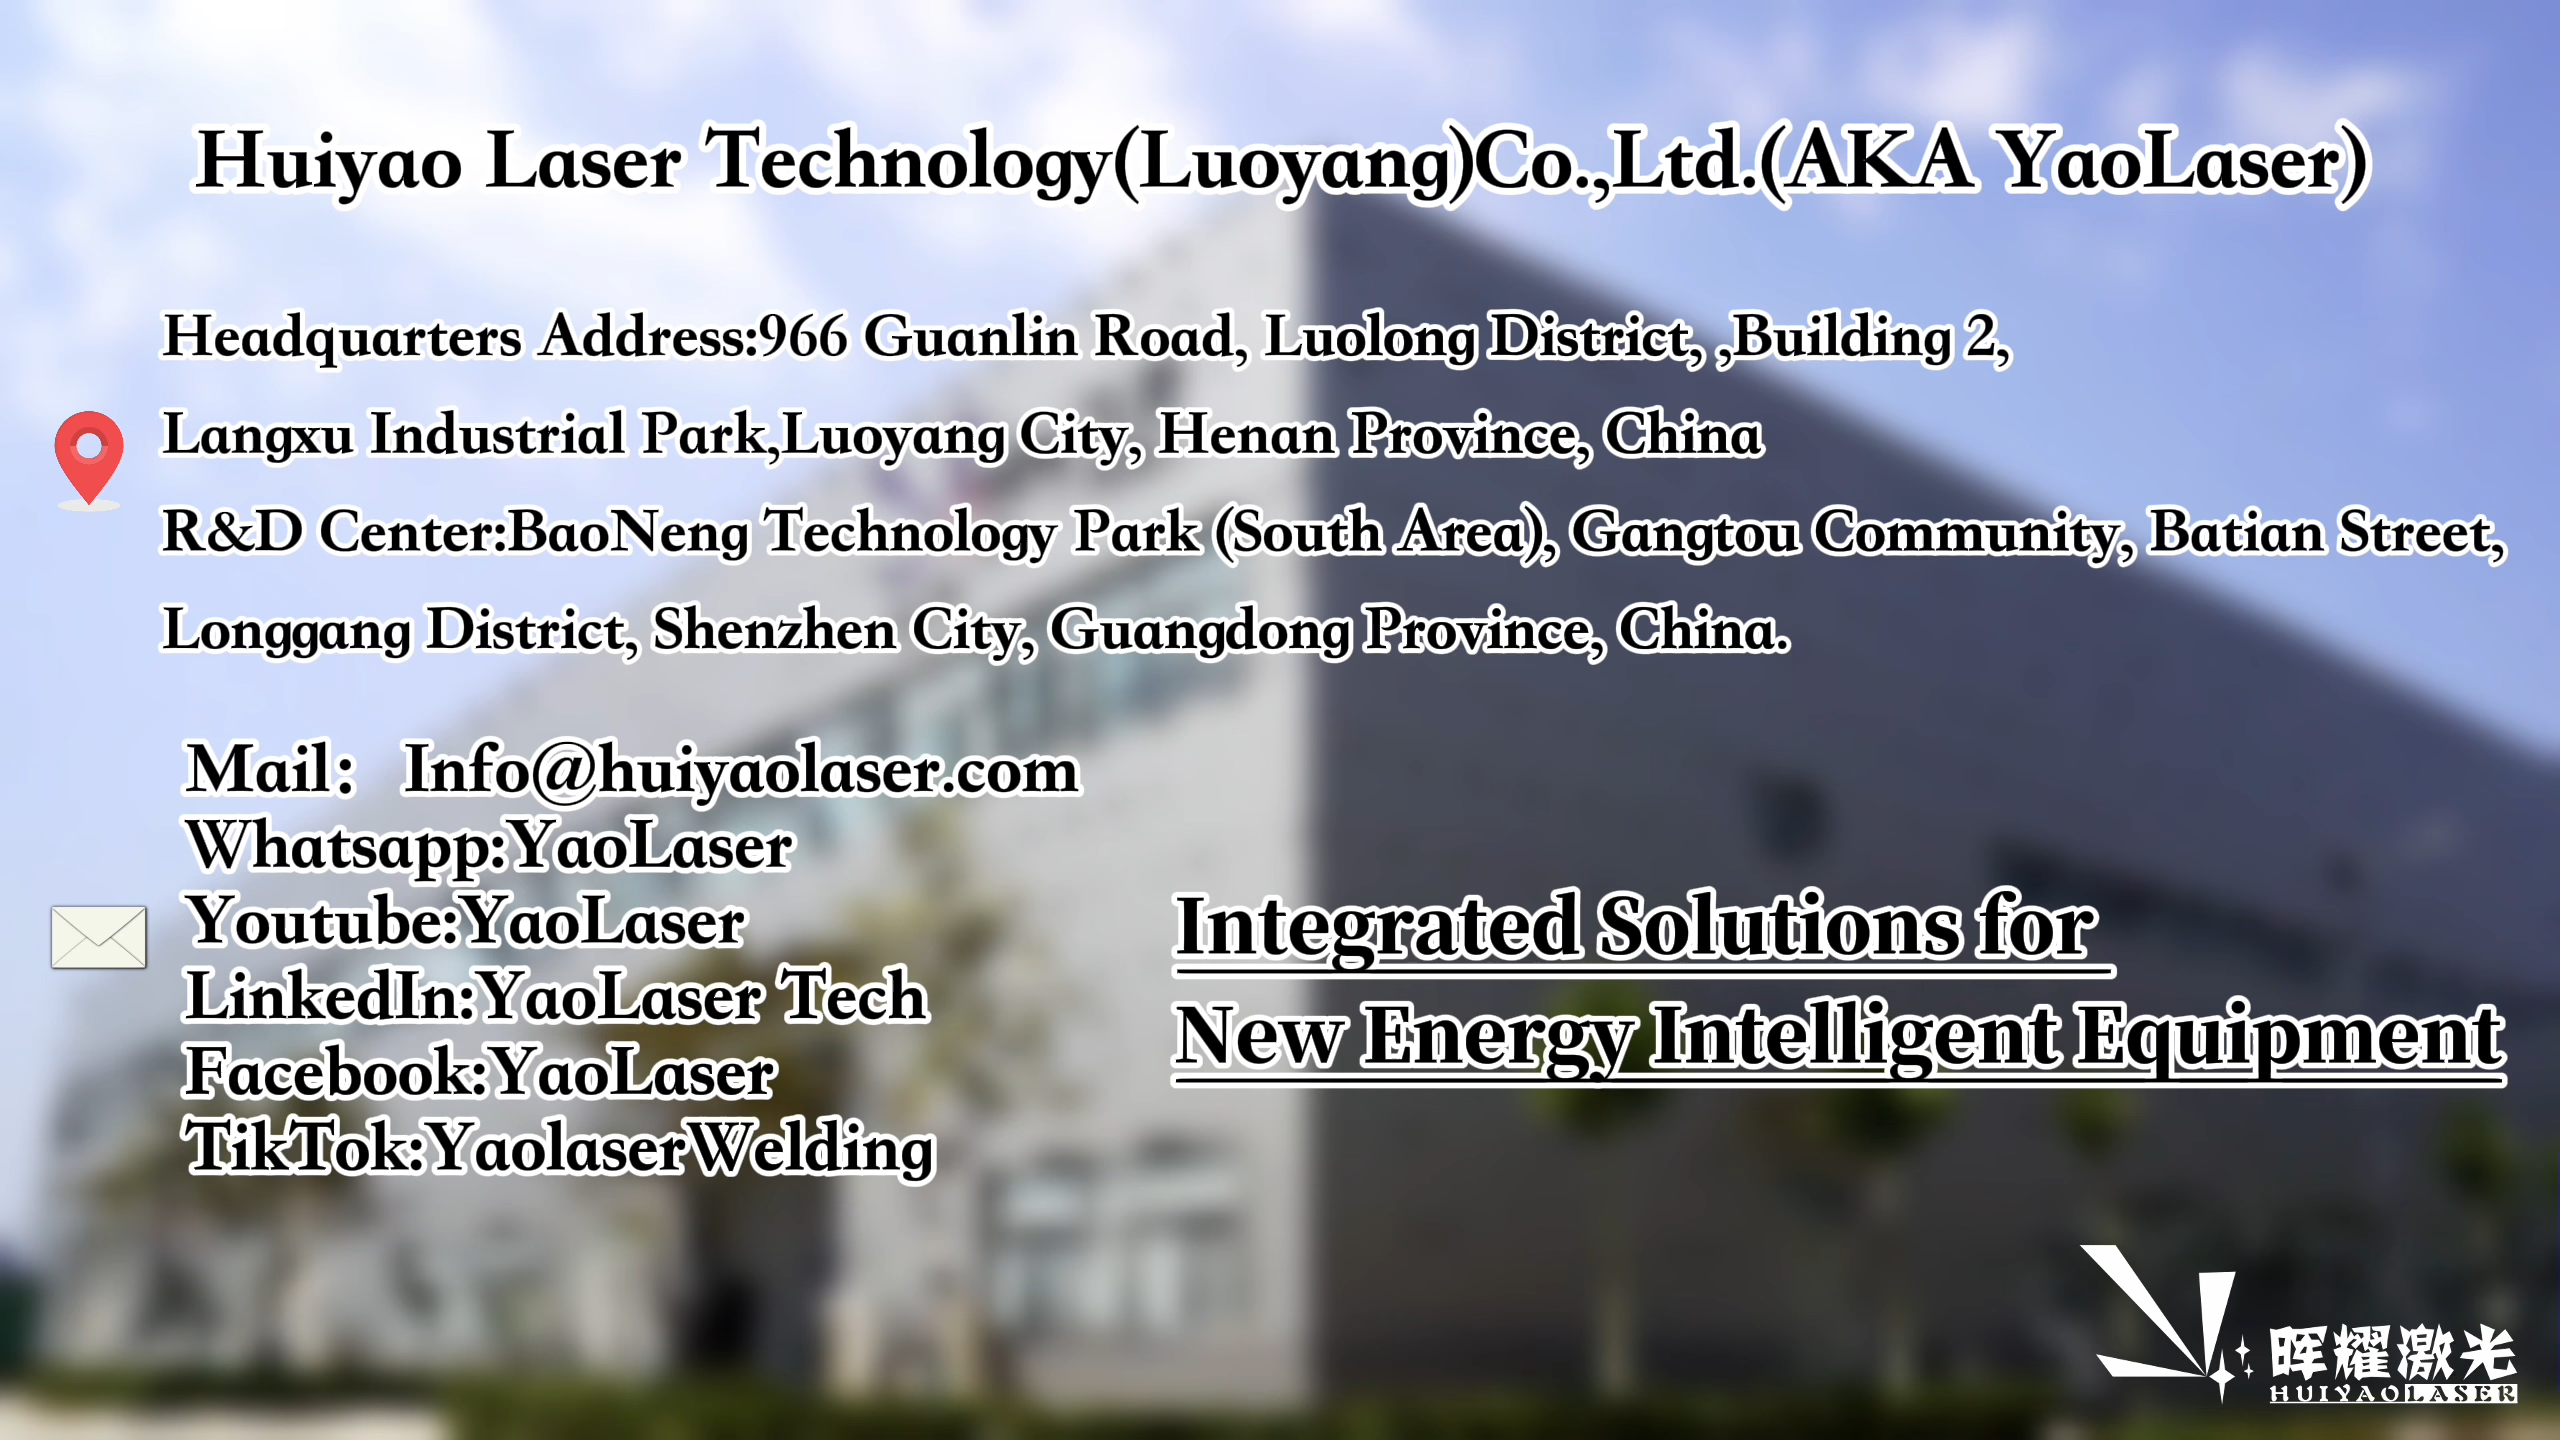 Huiyao Laser Technology(Luoyang)Co.,Ltd.(AKA YaoLaser)
Headquarters Address:966 Guanlin Road, Luolong District, ,Building 2,
Langxu Industrial Park,Luoyang City, Henan Province, China
R&D Center:BaoNeng Technology Park (South Area), Gangtou Community, Batian Street,
Longgang District, Shenzhen City, Guangdong Province, China.
Mail： Info@huiyaolaser.com
Whatsapp:YaoLaser
Youtube:YaoLaser
LinkedIn:YaoLaser Tech
Facebook:YaoLaser
TikTok:YaolaserWelding
Integrated Solutions for
New Energy Intelligent Equipment
晖耀激光
HUIYAOLASER